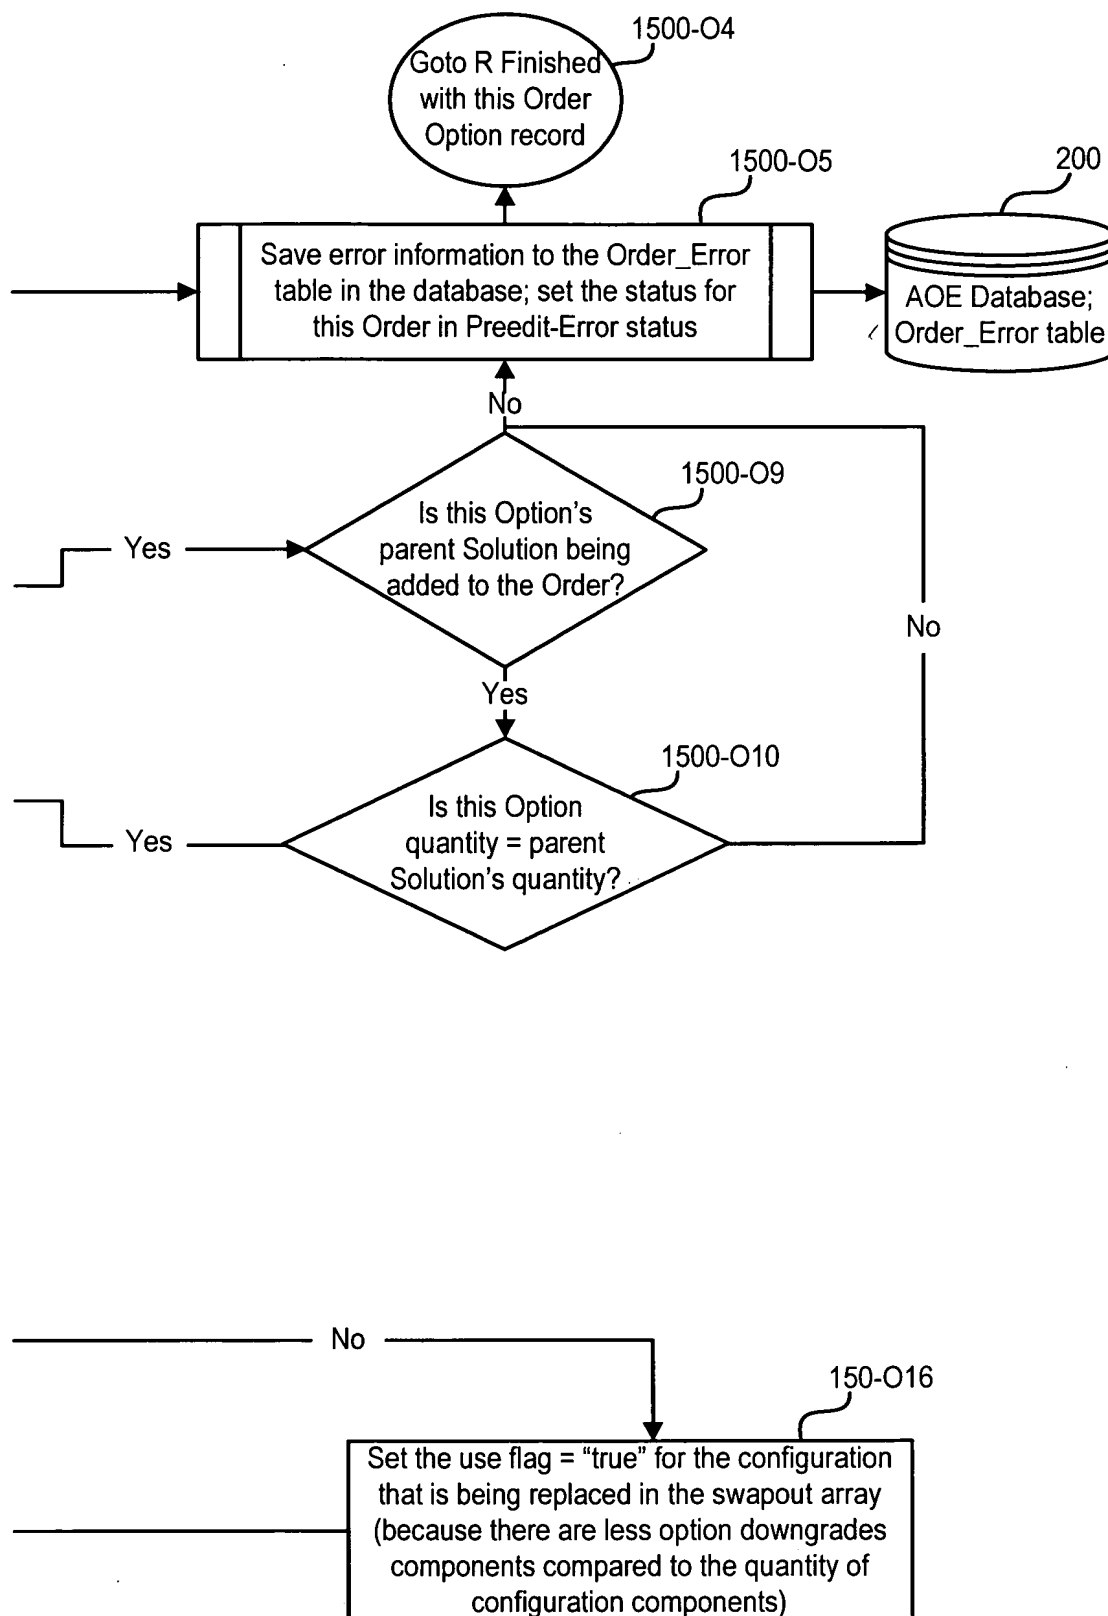 1500-O4
Goto R Finished
with this Order
Option record
1500-O5
200
Save error information to the Order_Error
table in the database; set the status for
this Order in Preedit-Error status
AOE Database;
Order_Error table
No
1500-O9
Is this Option's
parent Solution being
added to the Order?
Yes
No
Yes
1500-O10
Is this Option
quantity = parent
Solution's quantity?
Yes
No
150-O16
Set the use flag = “true” for the configuration
that is being replaced in the swapout array
(because there are less option downgrades
components compared to the quantity of
configuration components)